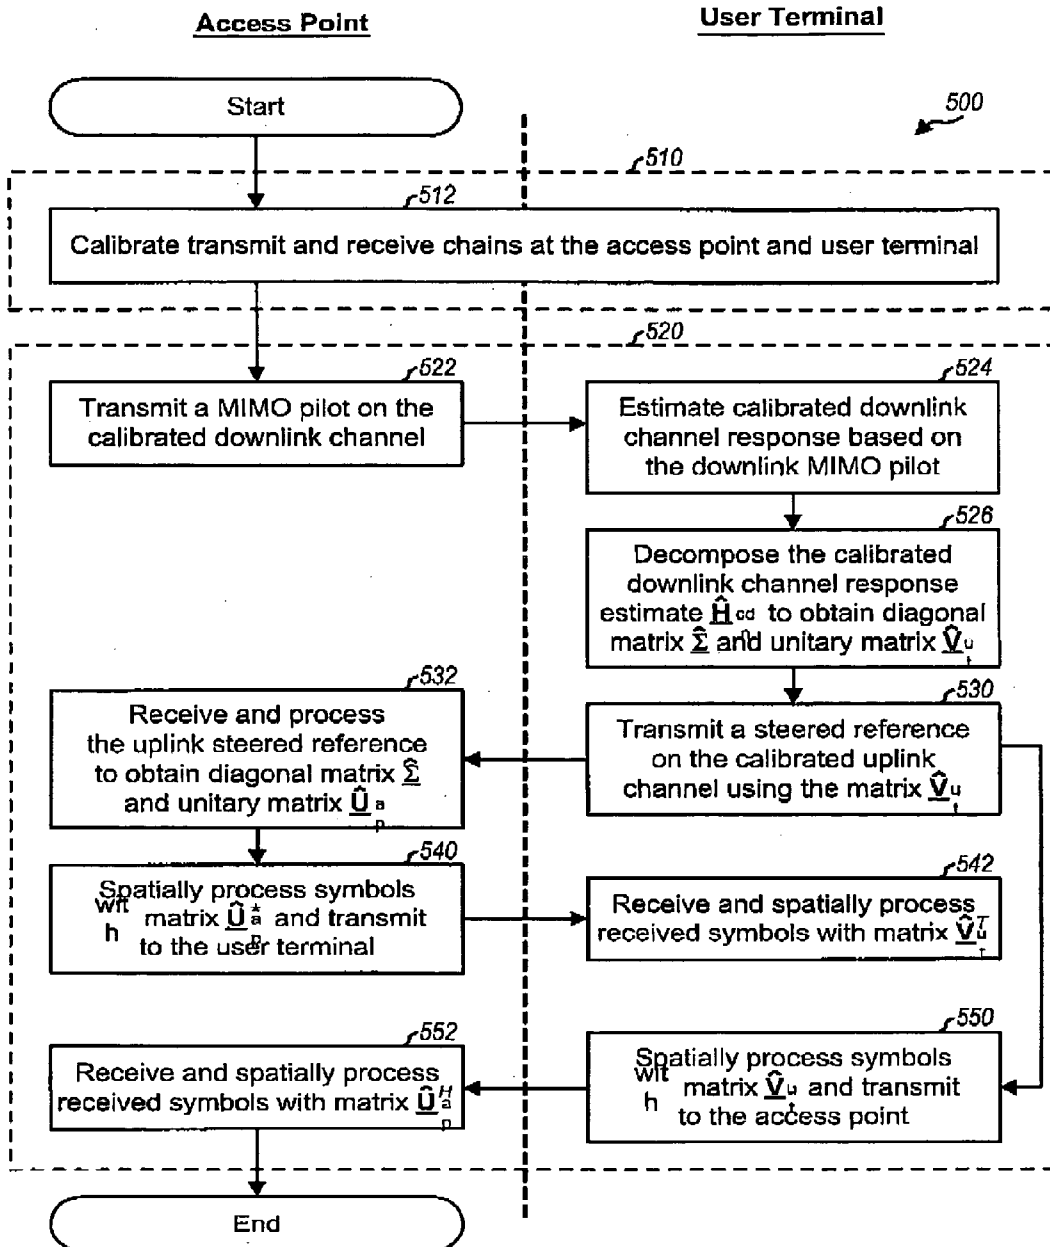 Access Point
User Terminal
Start
500
510
512
Calibrate transmit and receive chains at the access point and user terminal
520
522
Transmit a MIMO pilot on the
calibrated downlink channel
524
Estimate calibrated downlink
channel response based on
the downlink MIMO pilot
526
Decompose the calibrated
downlink channel response
estimate Ĥcd to obtain diagonal
matrix Σ̂ and unitary matrix V̂ut
532
Receive and process
the uplink steered reference
to obtain diagonal matrix Σ̂
and unitary matrix Ûap
530
Transmit a steered reference
on the calibrated uplink
channel using the matrix V̂ut
540
Spatially process symbols
with matrix Û*ap and transmit
to the user terminal
542
Receive and spatially process
received symbols with matrix V̂Tut
552
Receive and spatially process
received symbols with matrix ÛHap
550
Spatially process symbols
with matrix V̂ut and transmit
to the access point
End